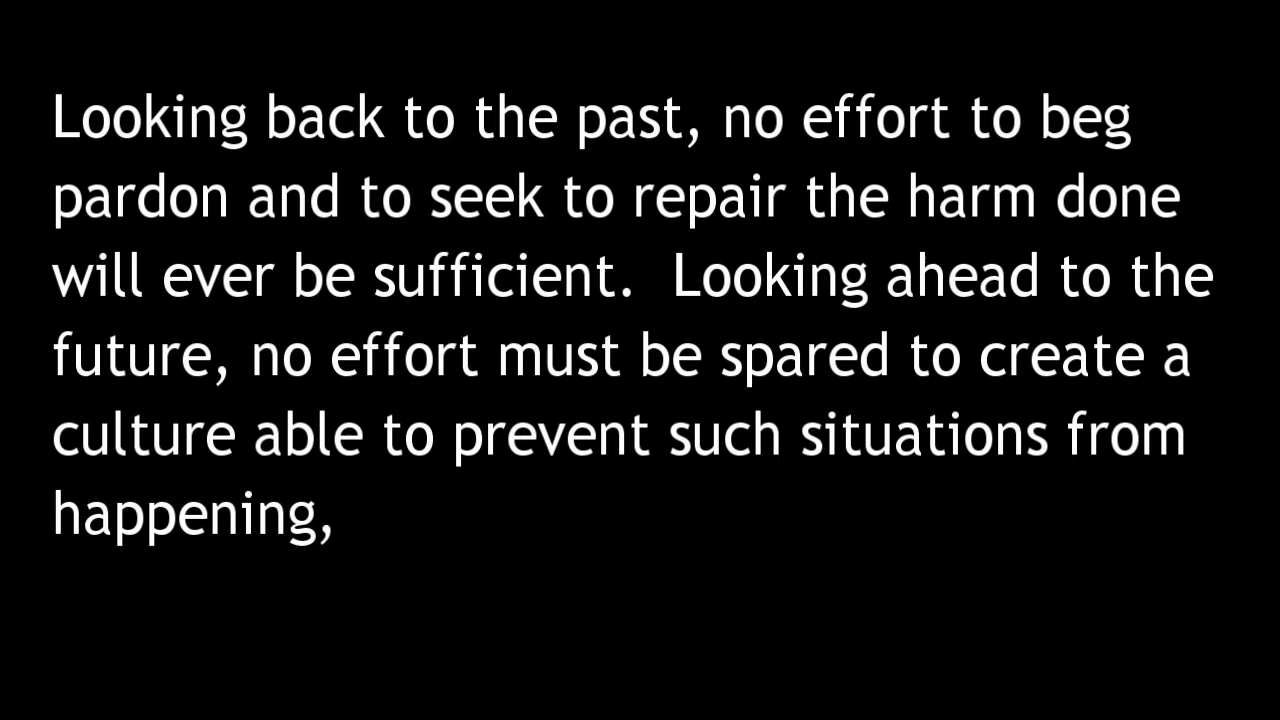 Looking back to the past, no effort to beg
pardon and to seek to repair the harm done
will ever be sufficient.  Looking ahead to the
future, no effort must be spared to create a
culture able to prevent such situations from
happening,